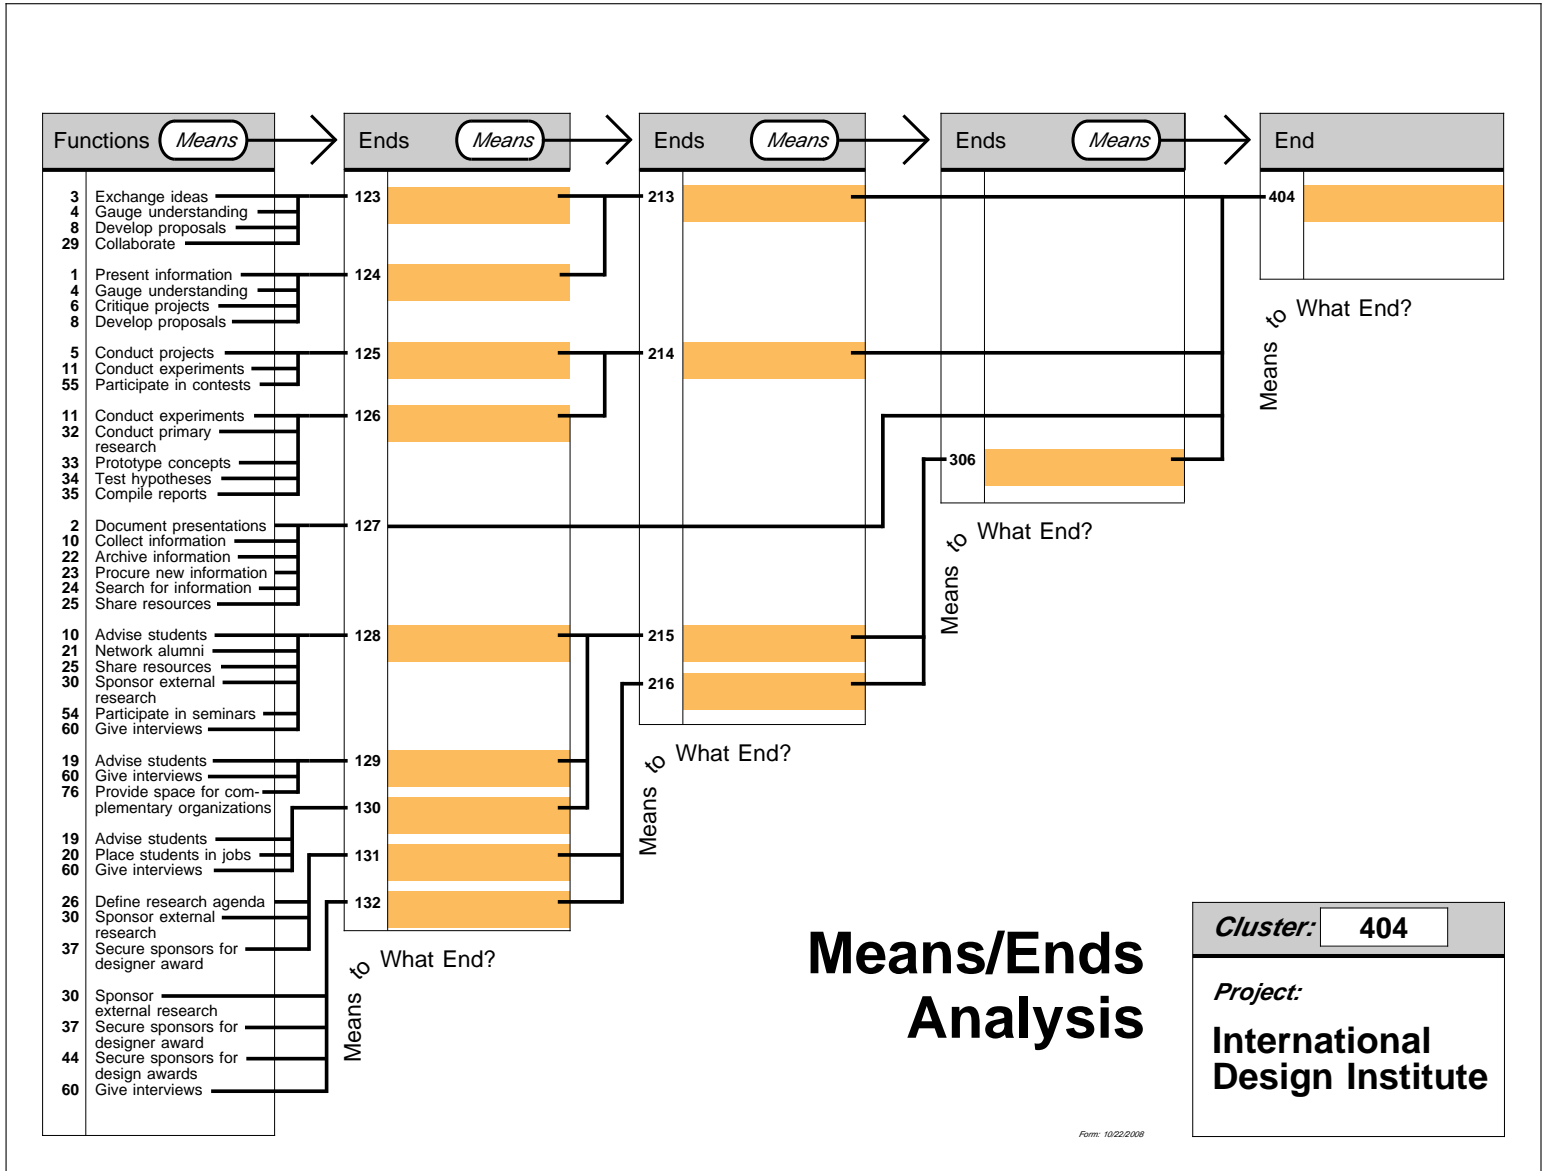 Functions Means Ends Means Ends Means Ends Means End
3 Exchange ideas
4 Gauge understanding
8 Develop proposals
29 Collaborate
1 Present information
4 Gauge understanding
6 Critique projects
8 Develop proposals
5 Conduct projects
11 Conduct experiments
55 Participate in contests
11 Conduct experiments
32 Conduct primary
research
33 Prototype concepts
34 Test hypotheses
35 Compile reports
2 Document presentations
10 Collect information
22 Archive information
23 Procure new information
24 Search for information
25 Share resources
10 Advise students
21 Network alumni
25 Share resources
30 Sponsor external
research
54 Participate in seminars
60 Give interviews
19 Advise students
60 Give interviews
76 Provide space for com-
plementary organizations
19 Advise students
20 Place students in jobs
60 Give interviews
26 Define research agenda
30 Sponsor external
research
37 Secure sponsors for
designer award
30 Sponsor
external research
37 Secure sponsors for
designer award
44 Secure sponsors for
design awards
60 Give interviews
123
124
125
126
127
128
129
130
131
132
Means to What End?
213
214
215
216
Means to What End?
306
Means to What End?
404
Means to What End?
Means/Ends
Analysis
Form: 10/22/2008
Cluster: 404
Project:
International
Design Institute